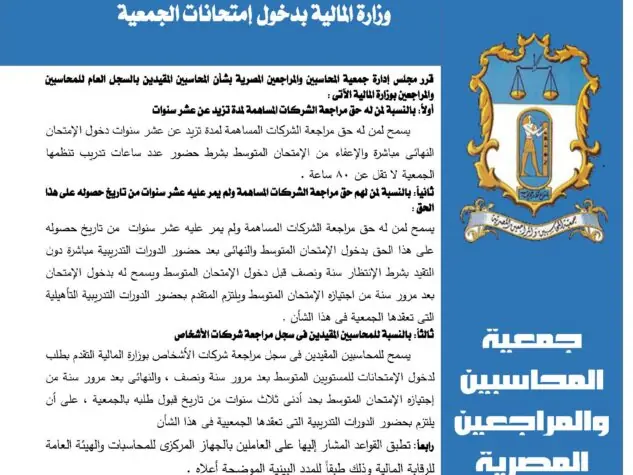 وزارة المالية بدخول إمتحانات الجمعية
قرر مجلس إدارة جمعية المحاسبين والمراجعين المصرية بشأن المحاسبين المقيدين بالسجل العام للمحاسبين
والمراجعين بوزارة المالية الأتى :
أولاً: بالنسبة لمن له حق مراجعة الشركات المساهمة لمدة تزيد عن عشر سنوات
يسمح لمن له حق مراجعة الشركات المساهمة لمدة تزيد عن عشر سنوات دخول الإمتحان
النهائى مباشرة والإعفاء من الإمتحان المتوسط بشرط حضور عدد ساعات تدريب تنظمها
الجمعية لا تقل عن ٨٠ ساعة .
ثانياً: بالنسبة لمن لهم حق مراجعة الشركات المساهمة ولم يمر عليه عشر سنوات من تاريخ حصوله على هذا
الحق :
يسمح لمن له حق مراجعة الشركات المساهمة ولم يمر عليه عشر سنوات من تاريخ حصوله
على هذا الحق بدخول الإمتحان المتوسط والنهائى بعد حضور الدورات التدريبية مباشرة دون
التقيد بشرط الإنتظار سنة ونصف قبل دخول الإمتحان المتوسط ويسمح له بدخول الإمتحان
بعد مرور سنة من اجتيازه الإمتحان المتوسط ويلتزم المتقدم بحضور الدورات التدريبية التأهيلية
التى تعقدها الجمعية فى هذا الشأن .
ثالثاً: بالنسبة للمحاسبين المقيدين فى سجل مراجعة شركات الأشخاص
يسمح للمحاسبين المقيدين فى سجل مراجعة شركات الأشخاص بوزارة المالية التقدم بطلب
لدخول الإمتحانات للمستويين المتوسط بعد مرور سنة ونصف ، والنهائى بعد مرور سنة من
إجتيازه الإمتحان المتوسط بحد أدنى ثلاث سنوات من تاريخ قبول طلبه بالجمعية ، على أن
يلتزم بحضور الدورات التدريبية التى تعقدها الجمعيية فى هذا الشأن
رابعاً: تطبق القواعد المشار إليها على العاملين بالجهاز المركزى للمحاسبات والهيئة العامة
للرقابة المالية وذلك طبقاً للمدد البينية الموضحة أعلاه .
جمعية المحاسبين والمراجعين المصرية
جمعية
المحاسبين
والمراجعين
المصرية